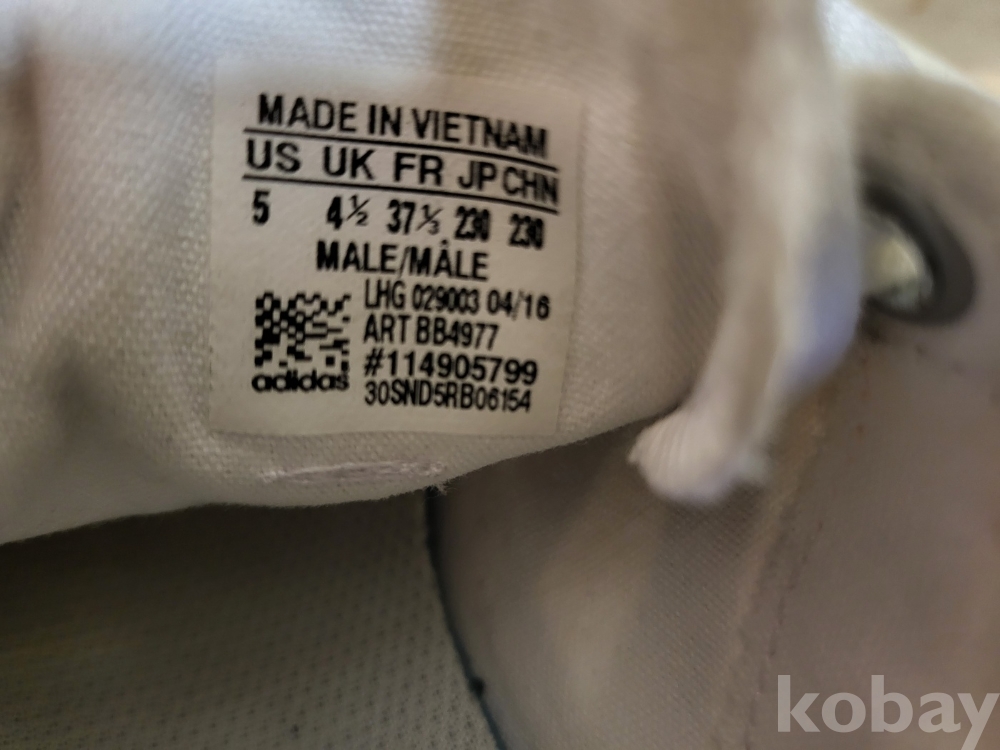 MADE IN VIETNAM
US UK FR JP CHN
5 4½ 37⅓ 230 230
MALE/MÂLE
LHG 029003 04/16
ART BB4977
#114905799
adidas 30SND5RB06154
kobay